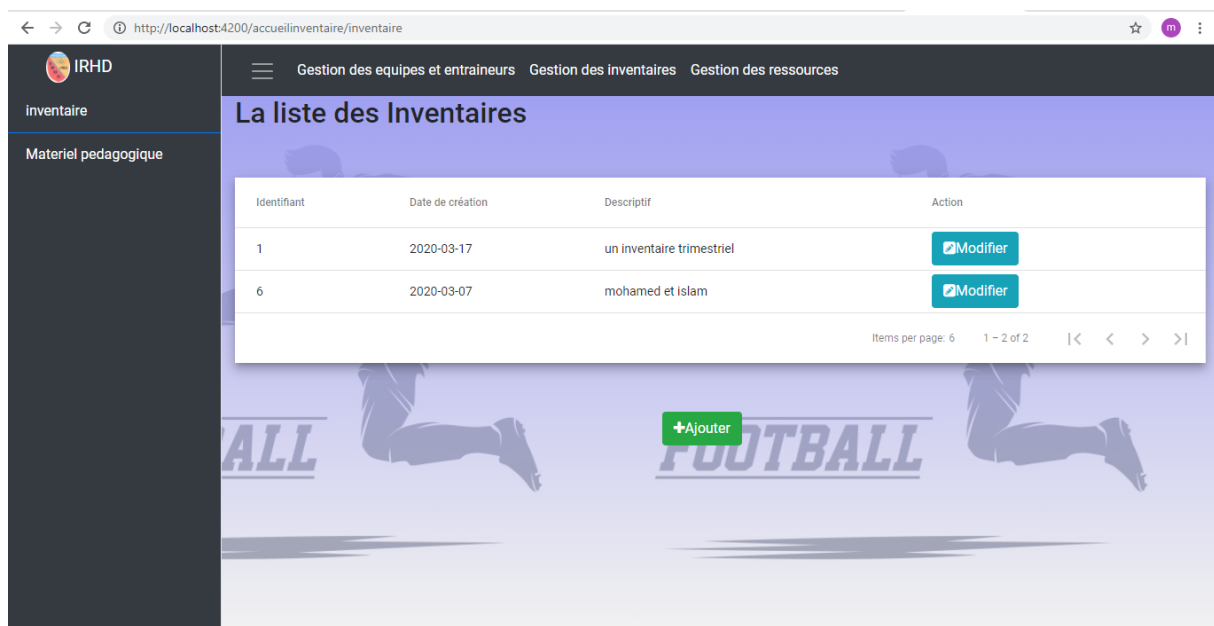 http://localhost:4200/accueilinventaire/inventaire
m
IRHD
Gestion des equipes et entraineurs Gestion des inventaires Gestion des ressources
inventaire
Materiel pedagogique
La liste des Inventaires
Identifiant Date de création Descriptif Action
1 2020-03-17 un inventaire trimestriel Modifier
6 2020-03-07 mohamed et islam Modifier
Items per page: 6 1 – 2 of 2
+Ajouter
ALL FOOTBALL